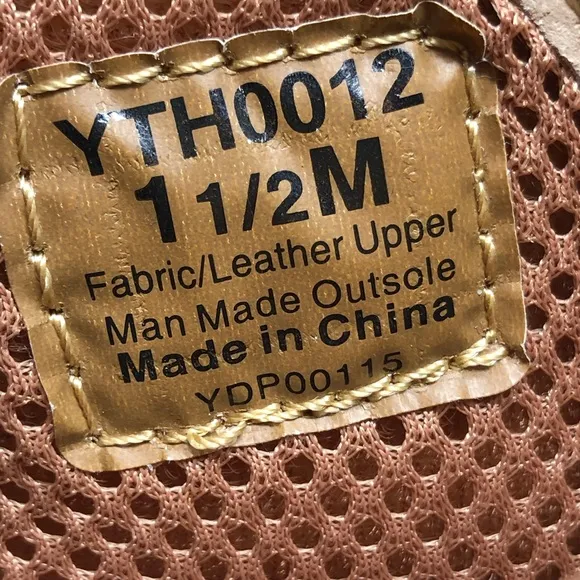 YTH0012
1 1/2M
Fabric/Leather Upper
Man Made Outsole
Made in China
YDP00115